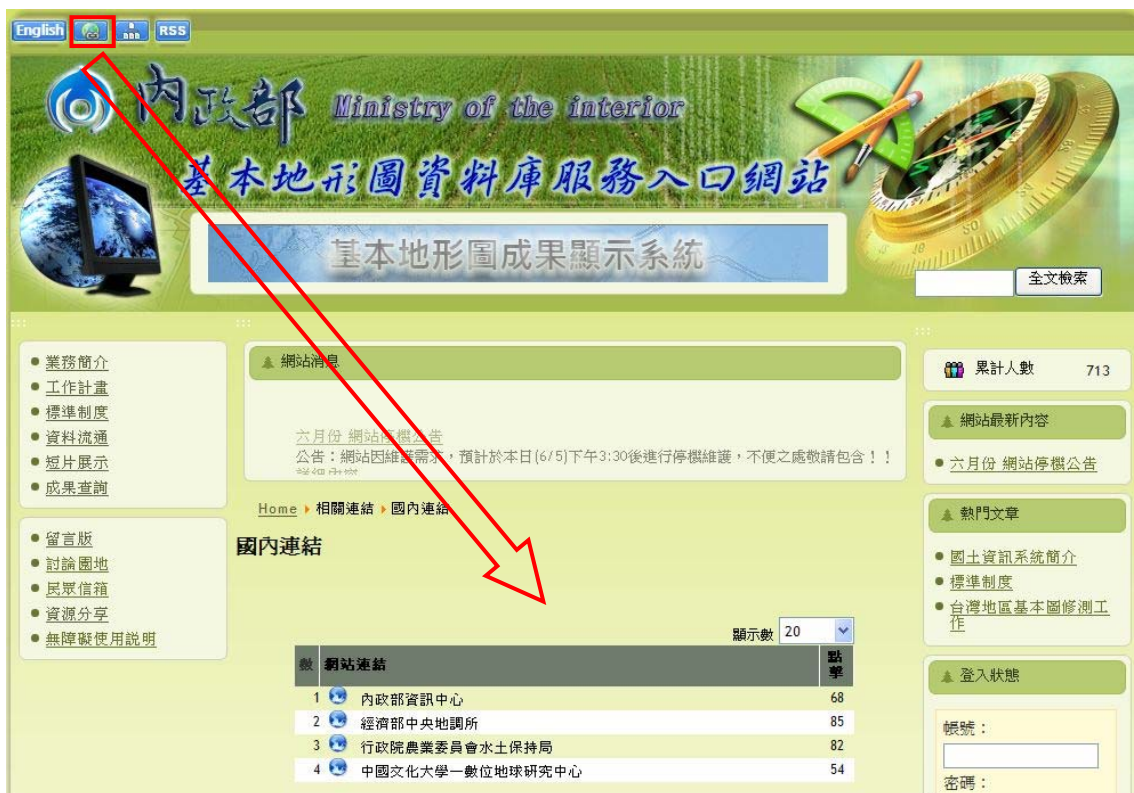 English
RSS
內政部 Ministry of the interior
基本地形圖資料庫服務入口網站
基本地形圖成果顯示系統
全文檢索
業務簡介
工作計畫
標準制度
資料流通
短片展示
成果查詢
留言版
討論園地
民眾信箱
資源分享
無障礙使用說明
網站消息
六月份 網站停機公告
公告：網站因維護需求，預計於本日(6/5)下午3:30後進行停機維護，不便之處敬請包含！！
詳細內容
Home 相關連結 國內連結
國內連結
顯示數 20
數 網站連結 點擊
1 內政部資訊中心 68
2 經濟部中央地調所 85
3 行政院農業委員會水土保持局 82
4 中國文化大學—數位地球研究中心 54
累計人數 713
網站最新內容
六月份 網站停機公告
熱門文章
國土資訊系統簡介
標準制度
台灣地區基本圖修測工作
登入狀態
帳號：
密碼：